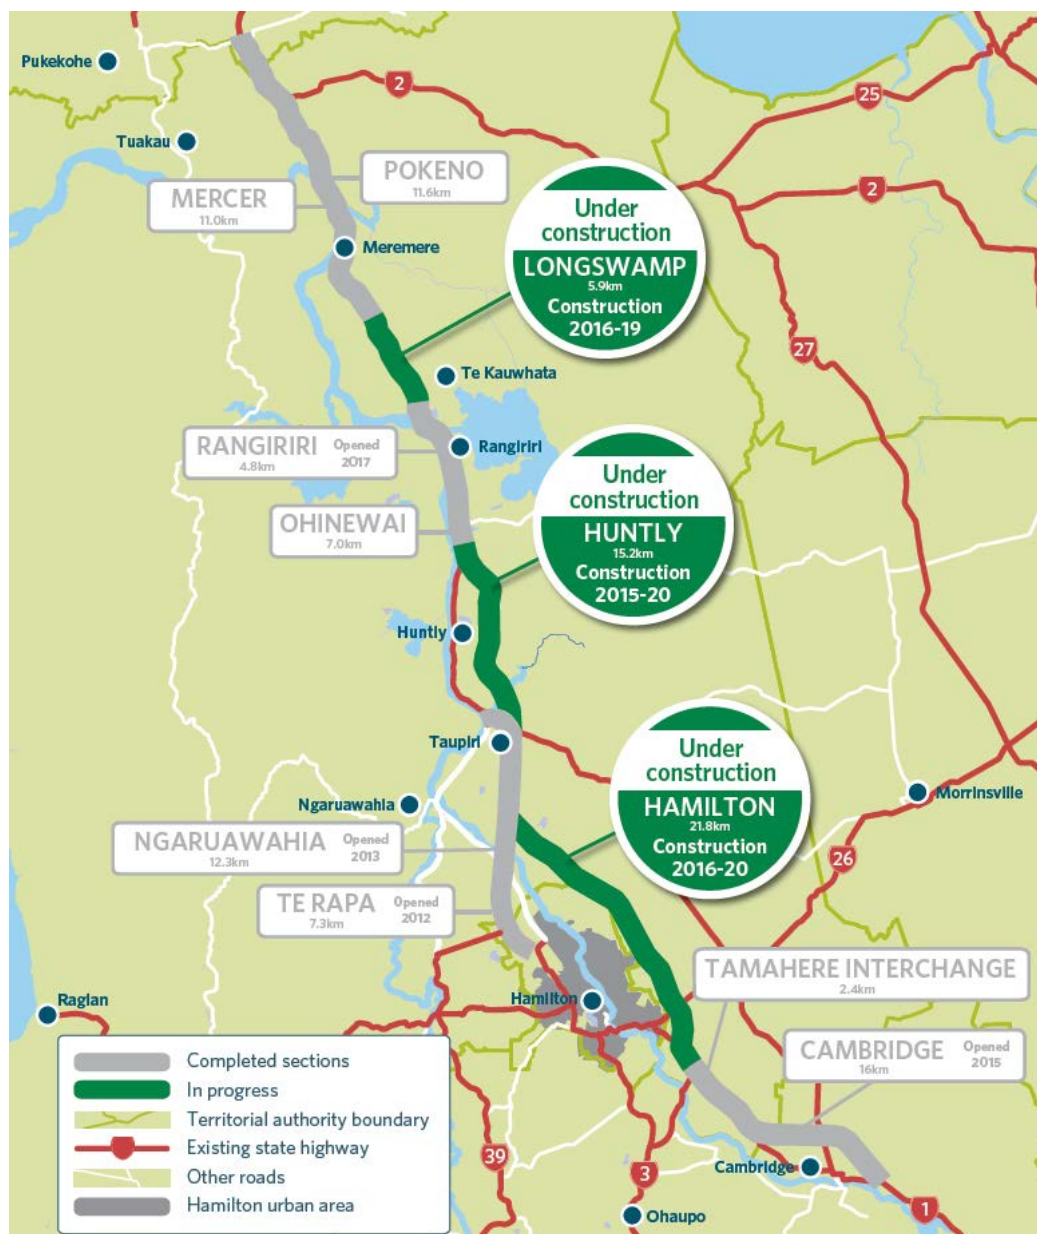 Pukekohe
2
25
Tuakau
POKENO
11.6km
MERCER
11.0km
2
Under
construction
LONGSWAMP
5.9km
Construction
2016-19
Meremere
27
Te Kauwhata
RANGIRIRI
4.8km
Opened
2017
Rangiriri
Under
construction
HUNTLY
15.2km
Construction
2015-20
OHINEWAI
7.0km
Huntly
Taupiri
Under
construction
HAMILTON
21.8km
Construction
2016-20
Morrinsville
Ngaruawahia
NGARUAWAHIA
12.3km
Opened
2013
26
TE RAPA
7.3km
Opened
2012
TAMAHERE INTERCHANGE
2.4km
Raglan
Hamilton
CAMBRIDGE
16km
Opened
2015
Completed sections
In progress
Territorial authority boundary
Existing state highway
Other roads
Hamilton urban area
39
3
Cambridge
1
Ohaupo